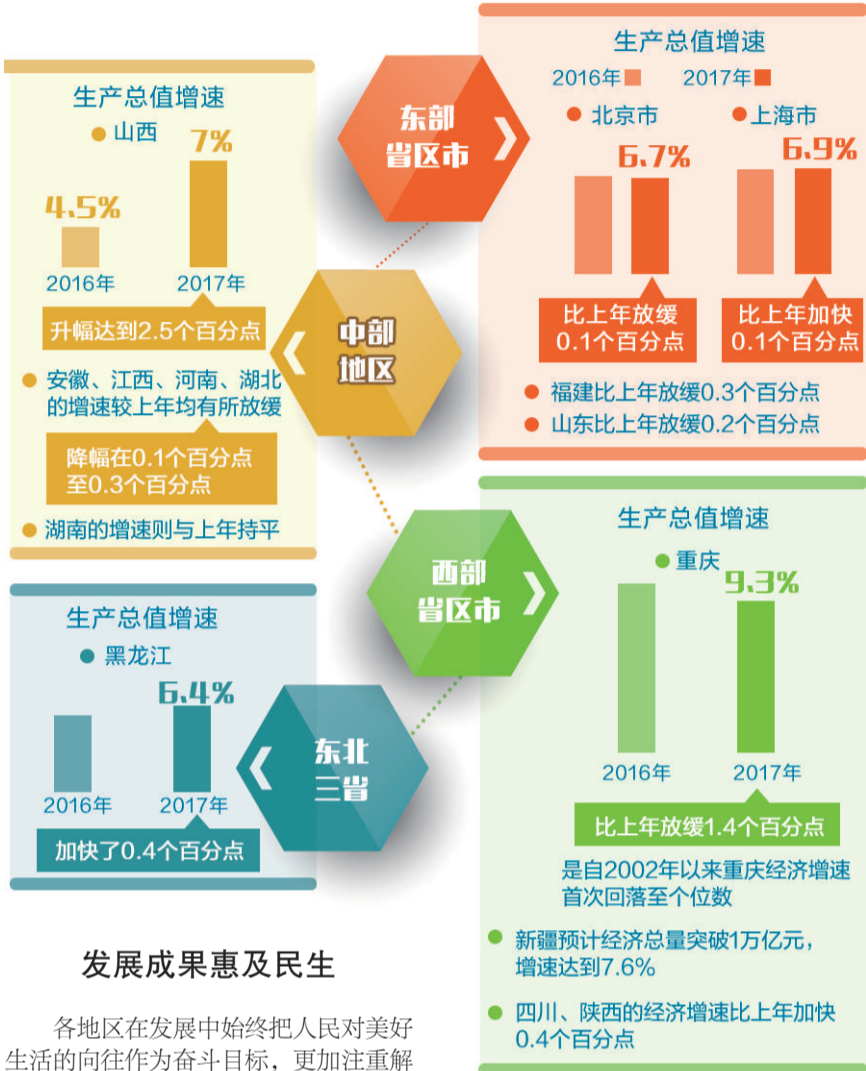 生产总值增速
2016年 2017年
北京市 上海市
6.7% 6.9%
比上年放缓
0.1个百分点
比上年加快
0.1个百分点
福建比上年放缓0.3个百分点
山东比上年放缓0.2个百分点
东部
省区市
生产总值增速
山西
4.5% 7%
2016年 2017年
升幅达到2.5个百分点
安徽、江西、河南、湖北
的增速较上年均有所放缓
降幅在0.1个百分点
至0.3个百分点
湖南的增速则与上年持平
中部
地区
西部
省区市
生产总值增速
重庆
9.3%
2016年 2017年
比上年放缓1.4个百分点
是自2002年以来重庆经济增速
首次回落至个位数
新疆预计经济总量突破1万亿元，
增速达到7.6%
四川、陕西的经济增速比上年加快
0.4个百分点
生产总值增速
黑龙江
6.4%
2016年 2017年
加快了0.4个百分点
东北
三省
发展成果惠及民生
各地区在发展中始终把人民对美好
生活的向往作为奋斗目标，更加注重解